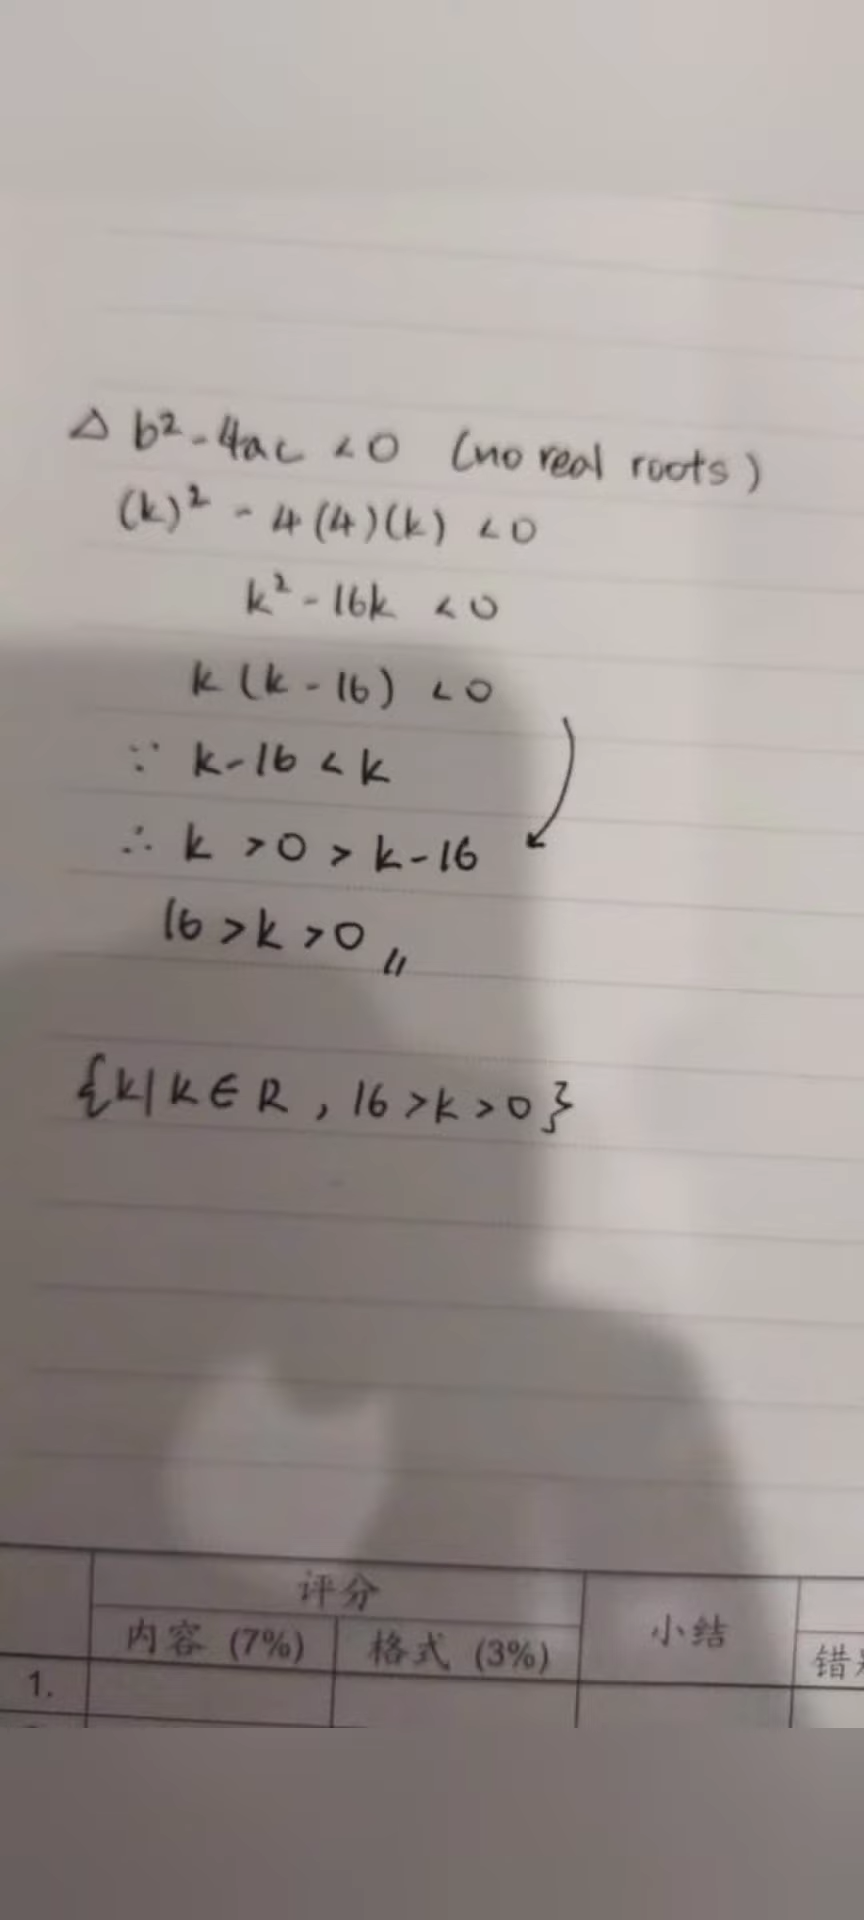 △ b² - 4ac < 0 (no real roots)
(k)² - 4(4)(k) < 0
k² - 16k < 0
k(k - 16) < 0
∵ k - 16 < k
∴ k > 0 > k - 16
16 > k > 0 〃
{k | k ∈ R, 16 > k > 0}
评分
内容 (7%) 格式 (3%) 小结
1.